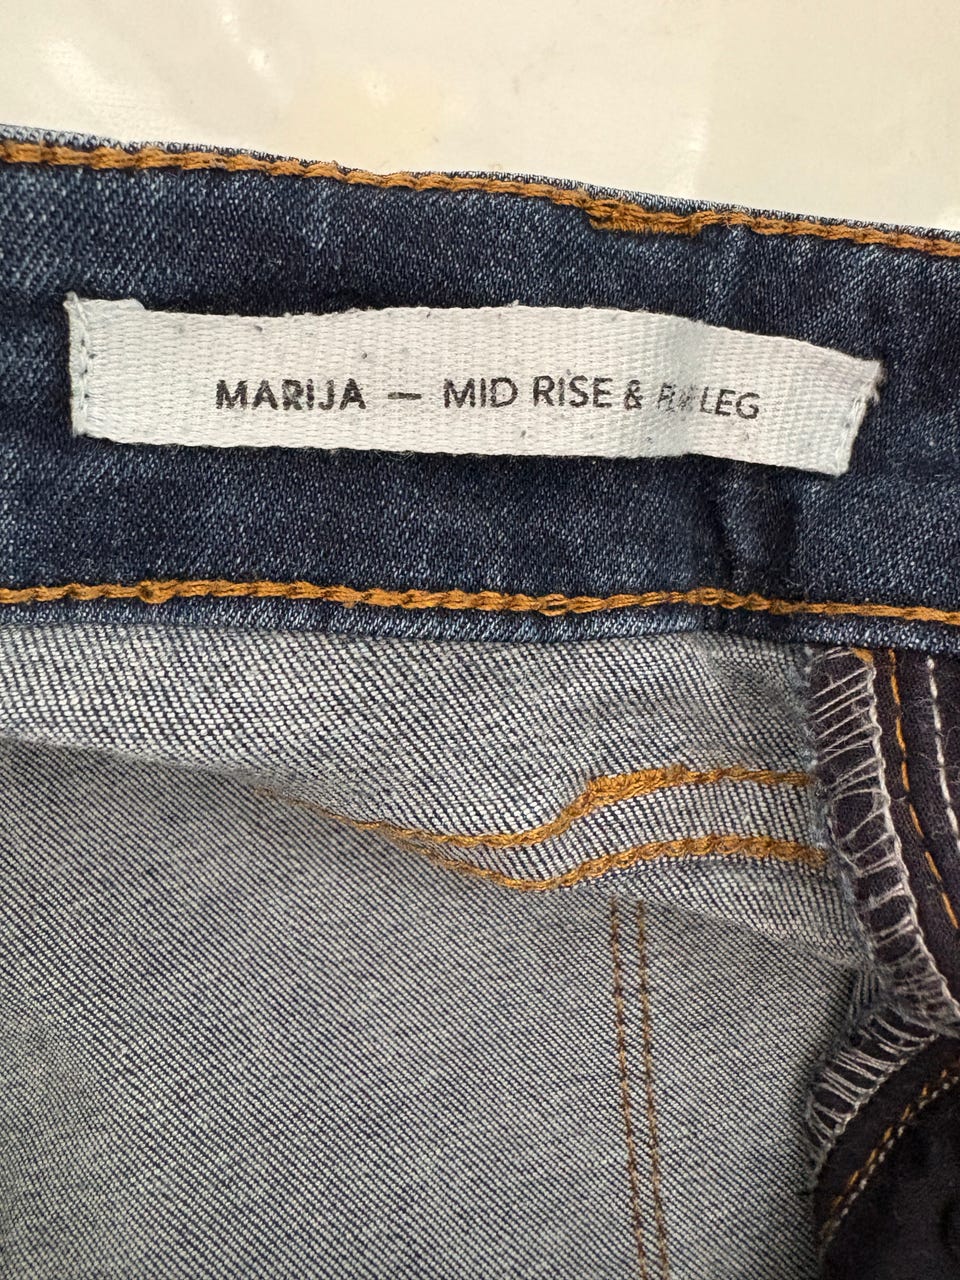 MARIJA — MID RISE & LEG